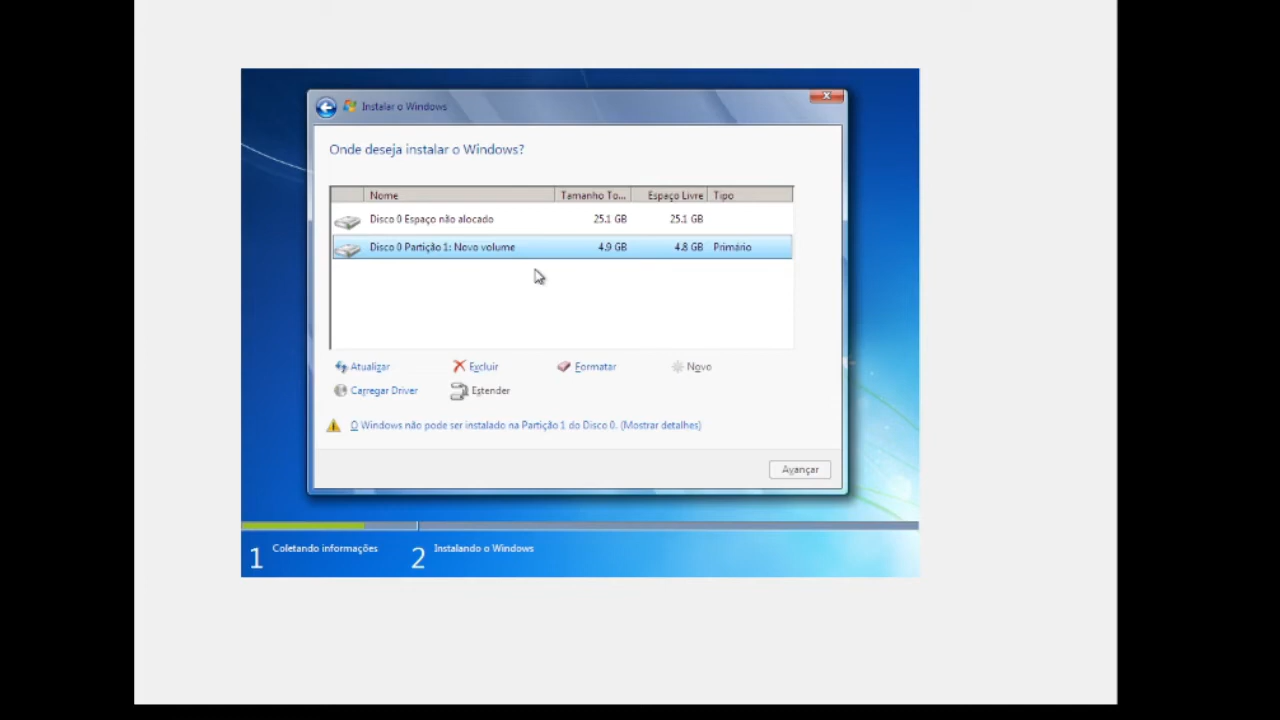 Instalar o Windows
Onde deseja instalar o Windows?
Nome Tamanho To... Espaço Livre Tipo
Disco 0 Espaço não alocado 25.1 GB 25.1 GB
Disco 0 Partição 1: Novo volume 4.9 GB 4.8 GB Primário
Atualizar Excluir Formatar Novo
Carregar Driver Estender
O Windows não pode ser instalado na Partição 1 do Disco 0. (Mostrar detalhes)
Avançar
1 Coletando informações 2 Instalando o Windows